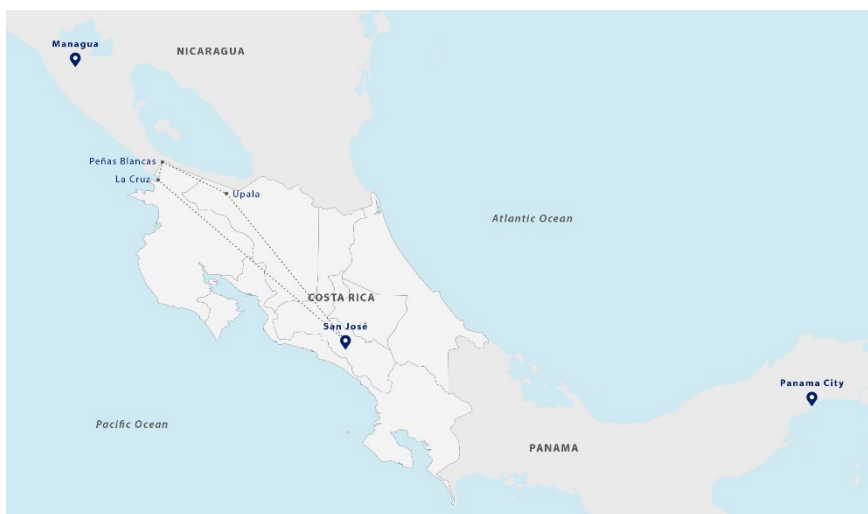 Managua
NICARAGUA
Peñas Blancas
La Cruz
Upala
Atlantic Ocean
COSTA RICA
San José
Panama City
Pacific Ocean
PANAMA